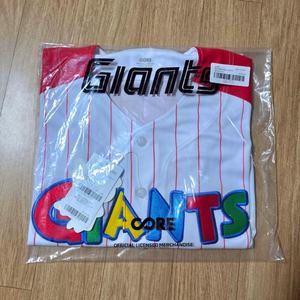 CORE
Giants
GIANTS
CORE
OFFICIAL LICENSED MERCHANDISE